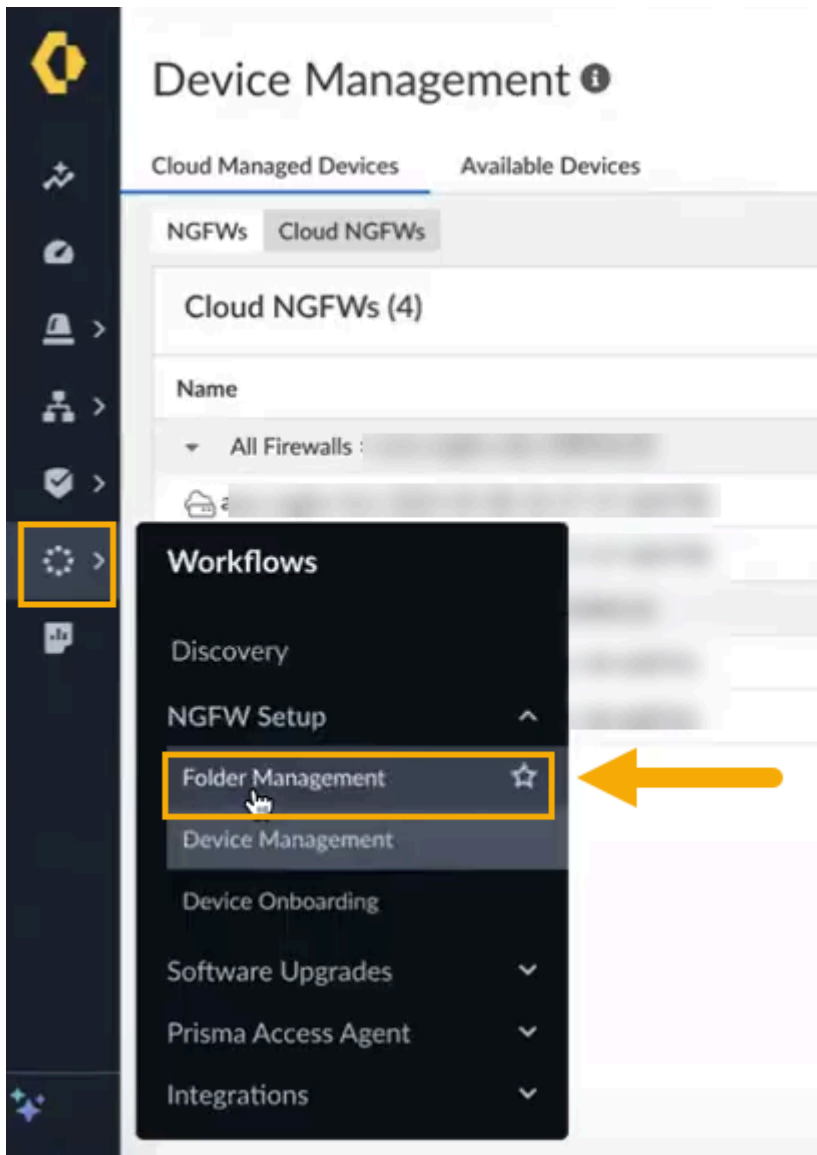 Device Management
Cloud Managed Devices Available Devices
NGFWs Cloud NGFWs
Cloud NGFWs (4)
Name
All Firewalls
Workflows
Discovery
NGFW Setup
Folder Management
Device Management
Device Onboarding
Software Upgrades
Prisma Access Agent
Integrations